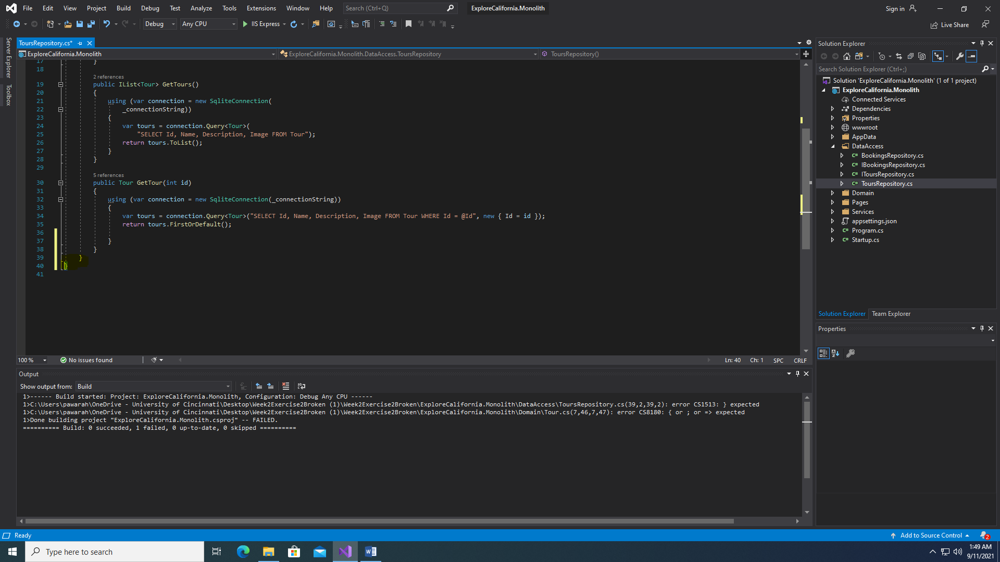 File Edit View Project Build Debug Test Analyze Tools Extensions Window Help Search (Ctrl+Q) ExploreCalifornia.Monolith Sign in
Debug Any CPU IIS Express Live Share
Server Explorer
Toolbox
ToursRepository.cs*
ExploreCalifornia.Monolith ExploreCalifornia.Monolith.DataAccess.ToursRepository ToursRepository()
17 }
18
2 references
19 public IList<Tour> GetTours()
20 {
21 using (var connection = new SqliteConnection(
22 _connectionString))
23 {
24 var tours = connection.Query<Tour>(
25 "SELECT Id, Name, Description, Image FROM Tour");
26 return tours.ToList();
27 }
28 }
29
5 references
30 public Tour GetTour(int id)
31 {
32 using (var connection = new SqliteConnection(_connectionString))
33 {
34 var tours = connection.Query<Tour>("SELECT Id, Name, Description, Image FROM Tour WHERE Id = @Id", new { Id = id });
35 return tours.FirstOrDefault();
36
37 }
38 }
39 }
40 }
41
100 % No issues found Ln: 40 Ch: 1 SPC CRLF
Output
Show output from: Build
1>------ Build started: Project: ExploreCalifornia.Monolith, Configuration: Debug Any CPU ------
1>C:\Users\pawarah\OneDrive - University of Cincinnati\Desktop\Week2Exercise2Broken (1)\Week2Exercise2Broken\ExploreCalifornia.Monolith\DataAccess\ToursRepository.cs(39,2,39,2): error CS1513: } expected
1>C:\Users\pawarah\OneDrive - University of Cincinnati\Desktop\Week2Exercise2Broken (1)\Week2Exercise2Broken\ExploreCalifornia.Monolith\Domain\Tour.cs(7,46,7,47): error CS8180: { or ; or => expected
1>Done building project "ExploreCalifornia.Monolith.csproj" -- FAILED.
========== Build: 0 succeeded, 1 failed, 0 up-to-date, 0 skipped ==========
Solution Explorer
Search Solution Explorer (Ctrl+;)
Solution 'ExploreCalifornia.Monolith' (1 of 1 project)
ExploreCalifornia.Monolith
Connected Services
Dependencies
Properties
wwwroot
AppData
DataAccess
C# BookingsRepository.cs
C# IBookingsRepository.cs
C# IToursRepository.cs
C# ToursRepository.cs
Domain
Pages
Services
appsettings.json
C# Program.cs
C# Startup.cs
Solution Explorer Team Explorer
Properties
Ready Add to Source Control 2
Type here to search
1:49 AM
9/11/2021